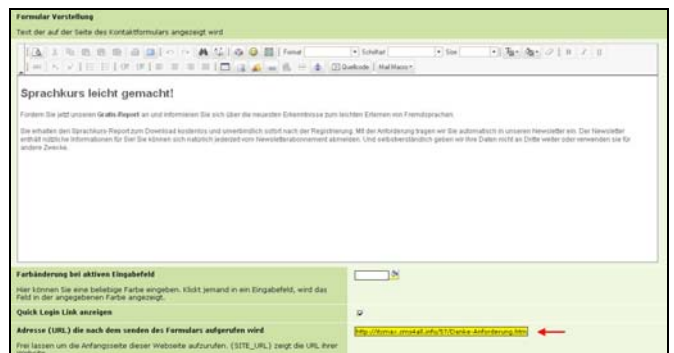 Formular Vorstellung
Text der auf der Seite des Kontaktformulars angezeigt wird
Format Schriftart Size
Quellcode Mail Macros
Sprachkurs leicht gemacht!
Fordern Sie jetzt unseren Gratis-Report an und informieren Sie sich über die neuesten Erkenntnisse zum leichten Erlernen von Fremdsprachen.
Sie erhalten den Sprachkurs-Report zum Download kostenlos und unverbindlich sofort nach der Registrierung. Mit der Anforderung tragen wir Sie automatisch in unseren Newsletter ein. Der Newsletter
enthält nützliche Informationen für Sie! Sie können sich natürlich jederzeit vom Newsletterabonnement abmelden. Und selbstverständlich geben wir Ihre Daten nicht an Dritte weiter oder verwenden sie für
andere Zwecke.
Farbänderung bei aktiven Eingabefeld
Hier können Sie eine beliebige Farbe eingeben. Klickt jemand in ein Eingabefeld, wird das
Feld in der angegebenen Farbe angezeigt.
Quick Login Link anzeigen
Adresse (URL) die nach dem senden des Formulars aufgerufen wird
Frei lassen um die Anfangsseite dieser Webseite aufzurufen. {SITE_URL} zeigt die URL ihrer
Webseite